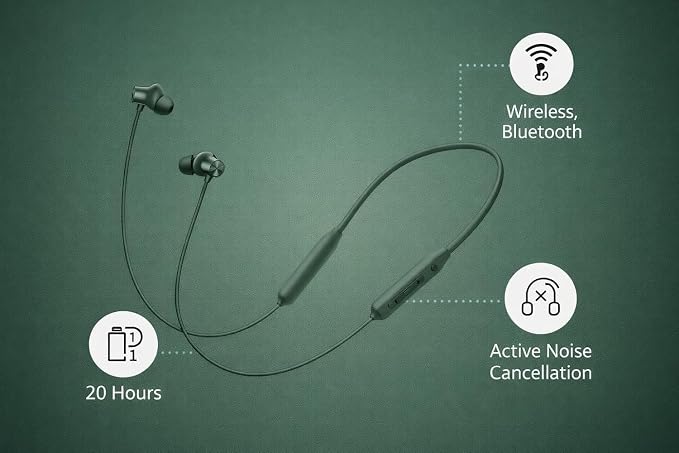 Wireless,
Bluetooth
Active Noise
Cancellation
20 Hours